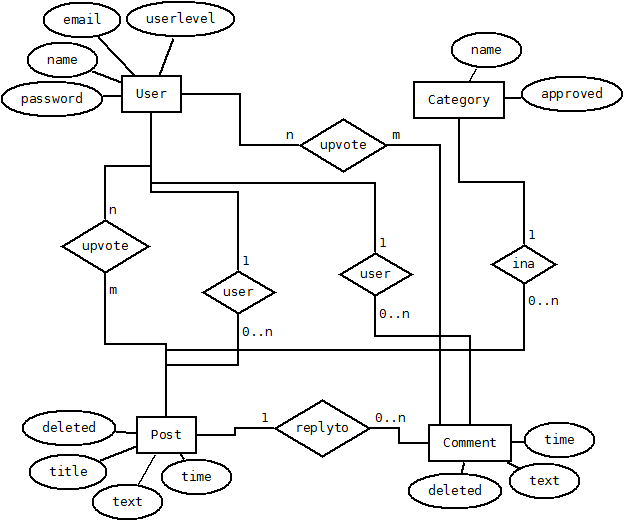 email
userlevel
name
name
User
password
Category
approved
n
upvote
m
n
upvote
m
1
user
0..n
1
user
0..n
1
ina
0..n
deleted
Post
1
replyto
0..n
Comment
time
title
text
time
deleted
text